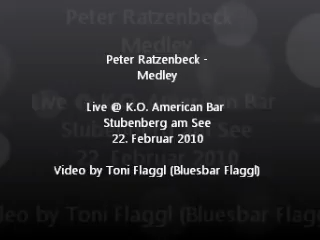 Peter Ratzenbeck -
Medley
Live @ K.O. American Bar
Stubenberg am See
22. Februar 2010
Video by Toni Flaggl (Bluesbar Flaggl)